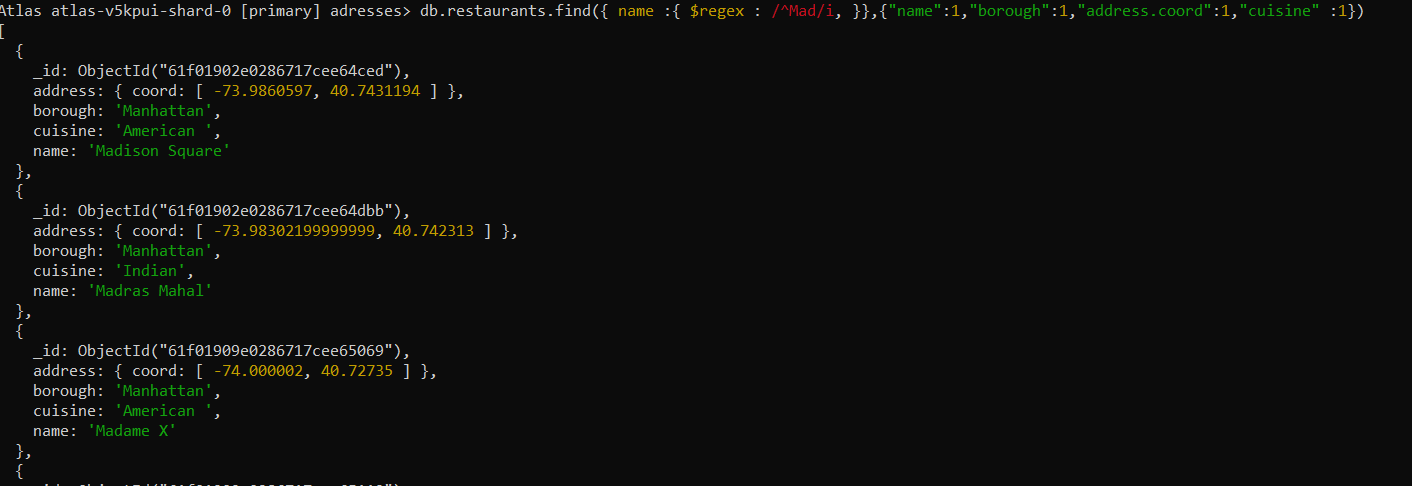 Atlas atlas-v5kpui-shard-0 [primary] adresses> db.restaurants.find({ name :{ $regex : /^Mad/i, }},{"name":1,"borough":1,"address.coord":1,"cuisine" :1})
[
  {
    _id: ObjectId("61f01902e0286717cee64ced"),
    address: { coord: [ -73.9860597, 40.7431194 ] },
    borough: 'Manhattan',
    cuisine: 'American ',
    name: 'Madison Square'
  },
  {
    _id: ObjectId("61f01902e0286717cee64dbb"),
    address: { coord: [ -73.98302199999999, 40.742313 ] },
    borough: 'Manhattan',
    cuisine: 'Indian',
    name: 'Madras Mahal'
  },
  {
    _id: ObjectId("61f01909e0286717cee65069"),
    address: { coord: [ -74.000002, 40.72735 ] },
    borough: 'Manhattan',
    cuisine: 'American ',
    name: 'Madame X'
  },
  {